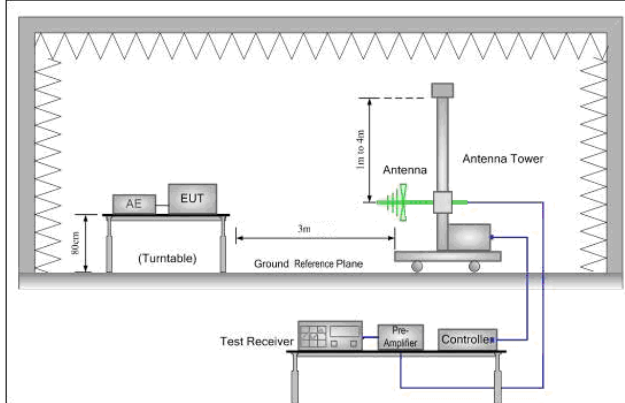 1m to 4m
Antenna
Antenna Tower
AE
EUT
80cm
(Turntable)
3m
Ground Reference Plane
Test Receiver
Pre-
Amplifier
Controller